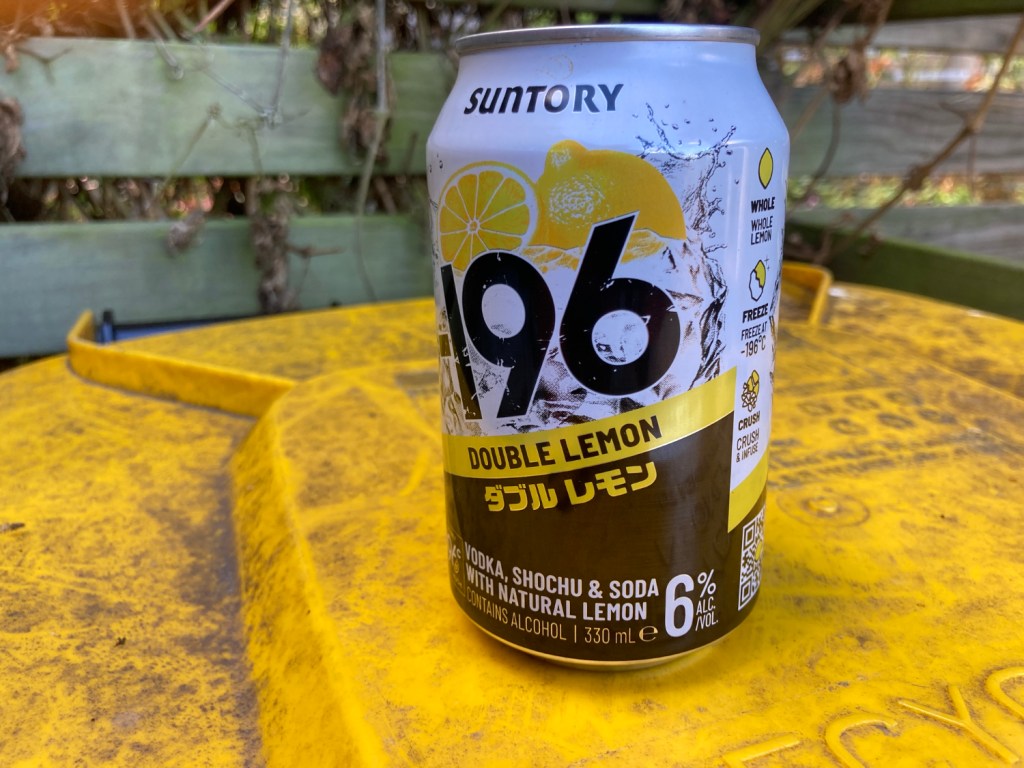 SUNTORY
196
DOUBLE LEMON
ダブルレモン
VODKA, SHOCHU & SODA
WITH NATURAL LEMON
CONTAINS ALCOHOL | 330 mL ℮
6%
ALC.
/VOL.
WHOLE
WHOLE
LEMON
FREEZE
FREEZE AT
-196°C
CRUSH
CRUSH
& INFUSE
ECYC